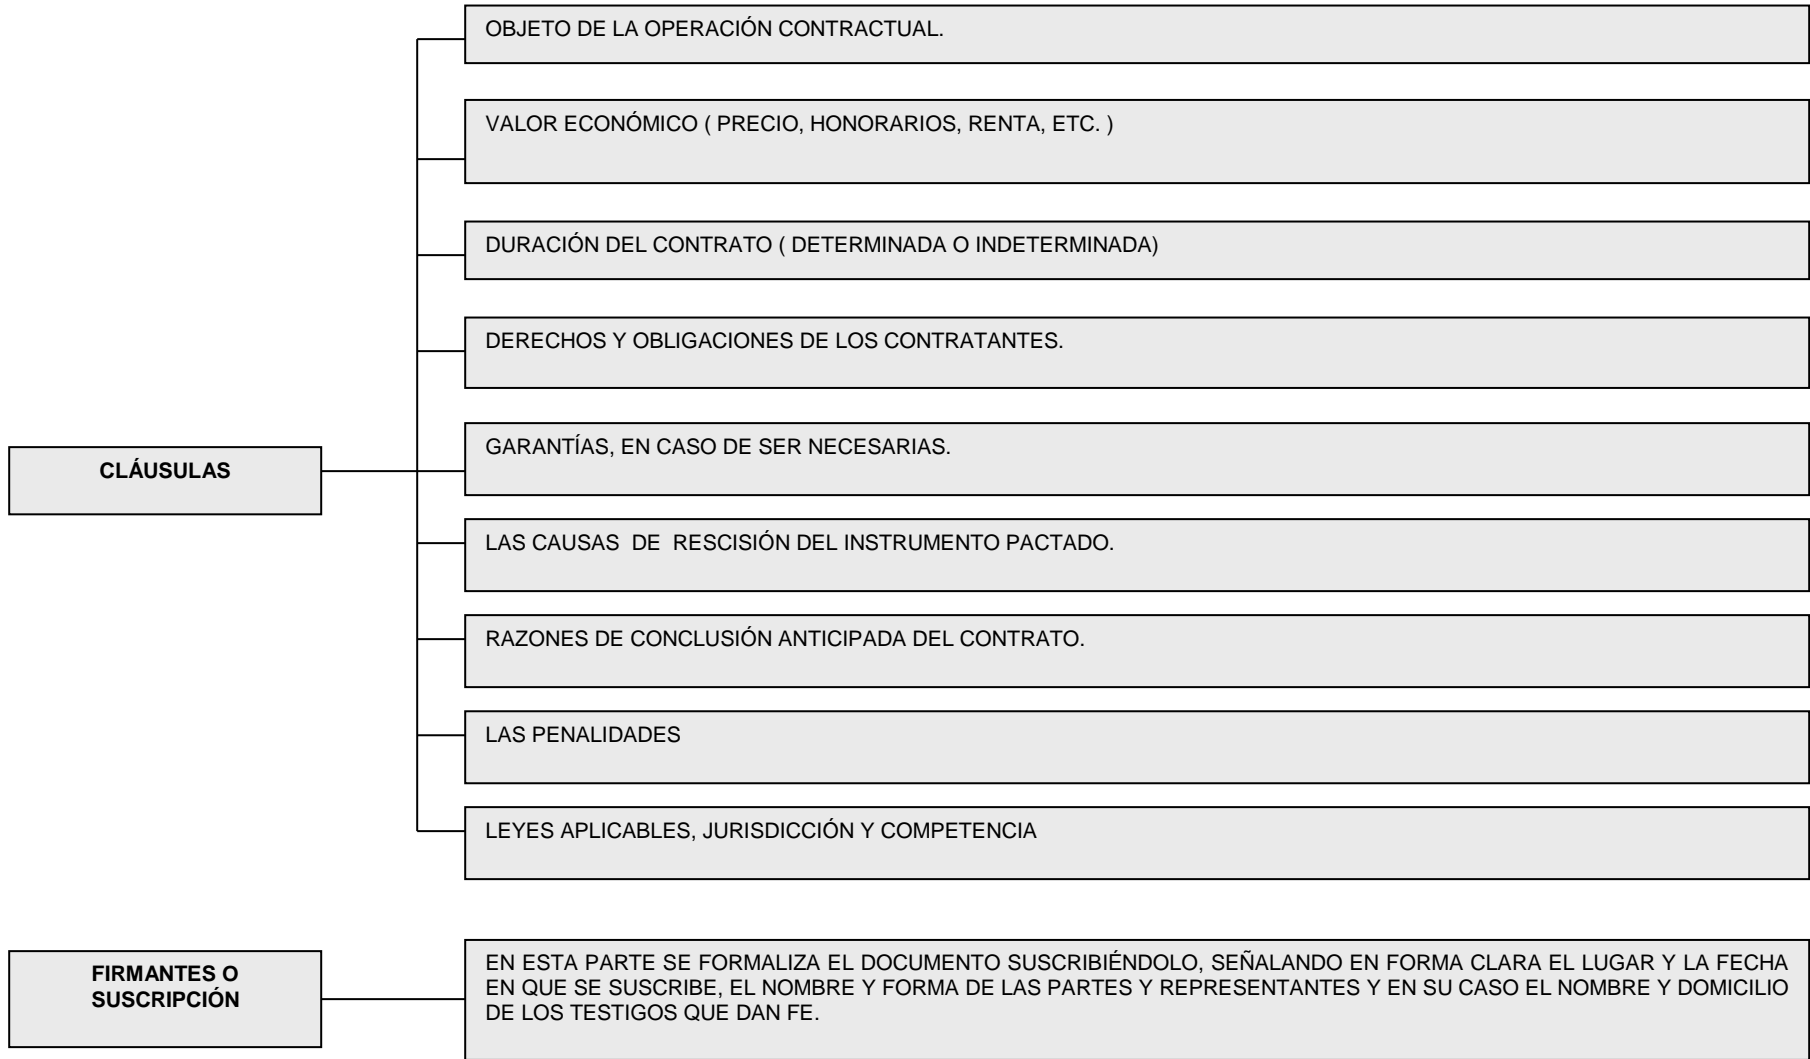 OBJETO DE LA OPERACIÓN CONTRACTUAL.
VALOR ECONÓMICO ( PRECIO, HONORARIOS, RENTA, ETC. )
DURACIÓN DEL CONTRATO ( DETERMINADA O INDETERMINADA)
DERECHOS Y OBLIGACIONES DE LOS CONTRATANTES.
CLÁUSULAS
GARANTÍAS, EN CASO DE SER NECESARIAS.
LAS CAUSAS DE RESCISIÓN DEL INSTRUMENTO PACTADO.
RAZONES DE CONCLUSIÓN ANTICIPADA DEL CONTRATO.
LAS PENALIDADES
LEYES APLICABLES, JURISDICCIÓN Y COMPETENCIA
FIRMANTES O
SUSCRIPCIÓN
EN ESTA PARTE SE FORMALIZA EL DOCUMENTO SUSCRIBIÉNDOLO, SEÑALANDO EN FORMA CLARA EL LUGAR Y LA FECHA
EN QUE SE SUSCRIBE, EL NOMBRE Y FORMA DE LAS PARTES Y REPRESENTANTES Y EN SU CASO EL NOMBRE Y DOMICILIO
DE LOS TESTIGOS QUE DAN FE.